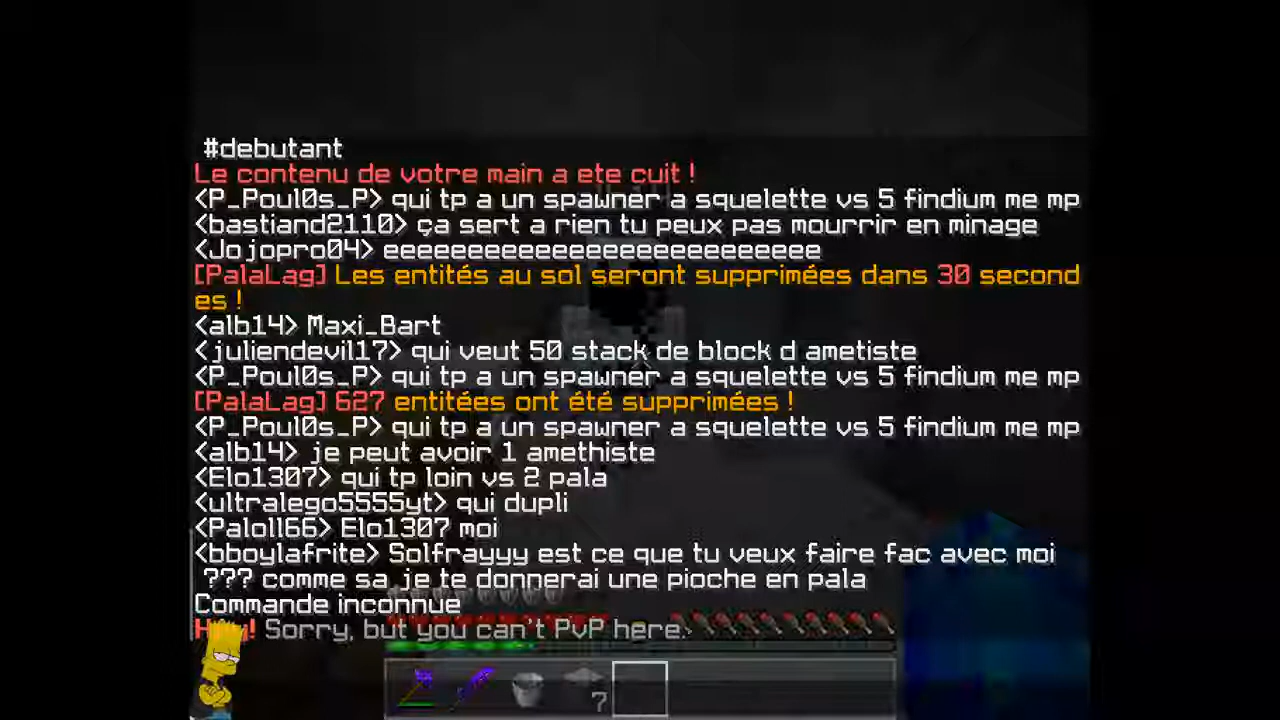 #debutant
Le contenu de votre main a ete cuit !
<P_Poul0s_P> qui tp a un spawner a squelette vs 5 findium me mp
<bastiand2110> ça sert a rien tu peux pas mourrir en minage
<Jojopro04> eeeeeeeeeeeeeeeeeeeeeeeeeee
[PalaLag] Les entités au sol seront supprimées dans 30 second
es !
<alb14> Maxi_Bart
<juliendevil17> qui veut 50 stack de block d ametiste
<P_Poul0s_P> qui tp a un spawner a squelette vs 5 findium me mp
[PalaLag] 627 entitées ont été supprimées !
<P_Poul0s_P> qui tp a un spawner a squelette vs 5 findium me mp
<alb14> je peut avoir 1 amethiste
<Elo1307> qui tp loin vs 2 pala
<ultralego5555yt> qui dupli
<Paloll66> Elo1307 moi
<bboylafrite> Solfrayyy est ce que tu veux faire fac avec moi
??? comme sa je te donnerai une pioche en pala
Commande inconnue
Hey! Sorry, but you can't PvP here.
7